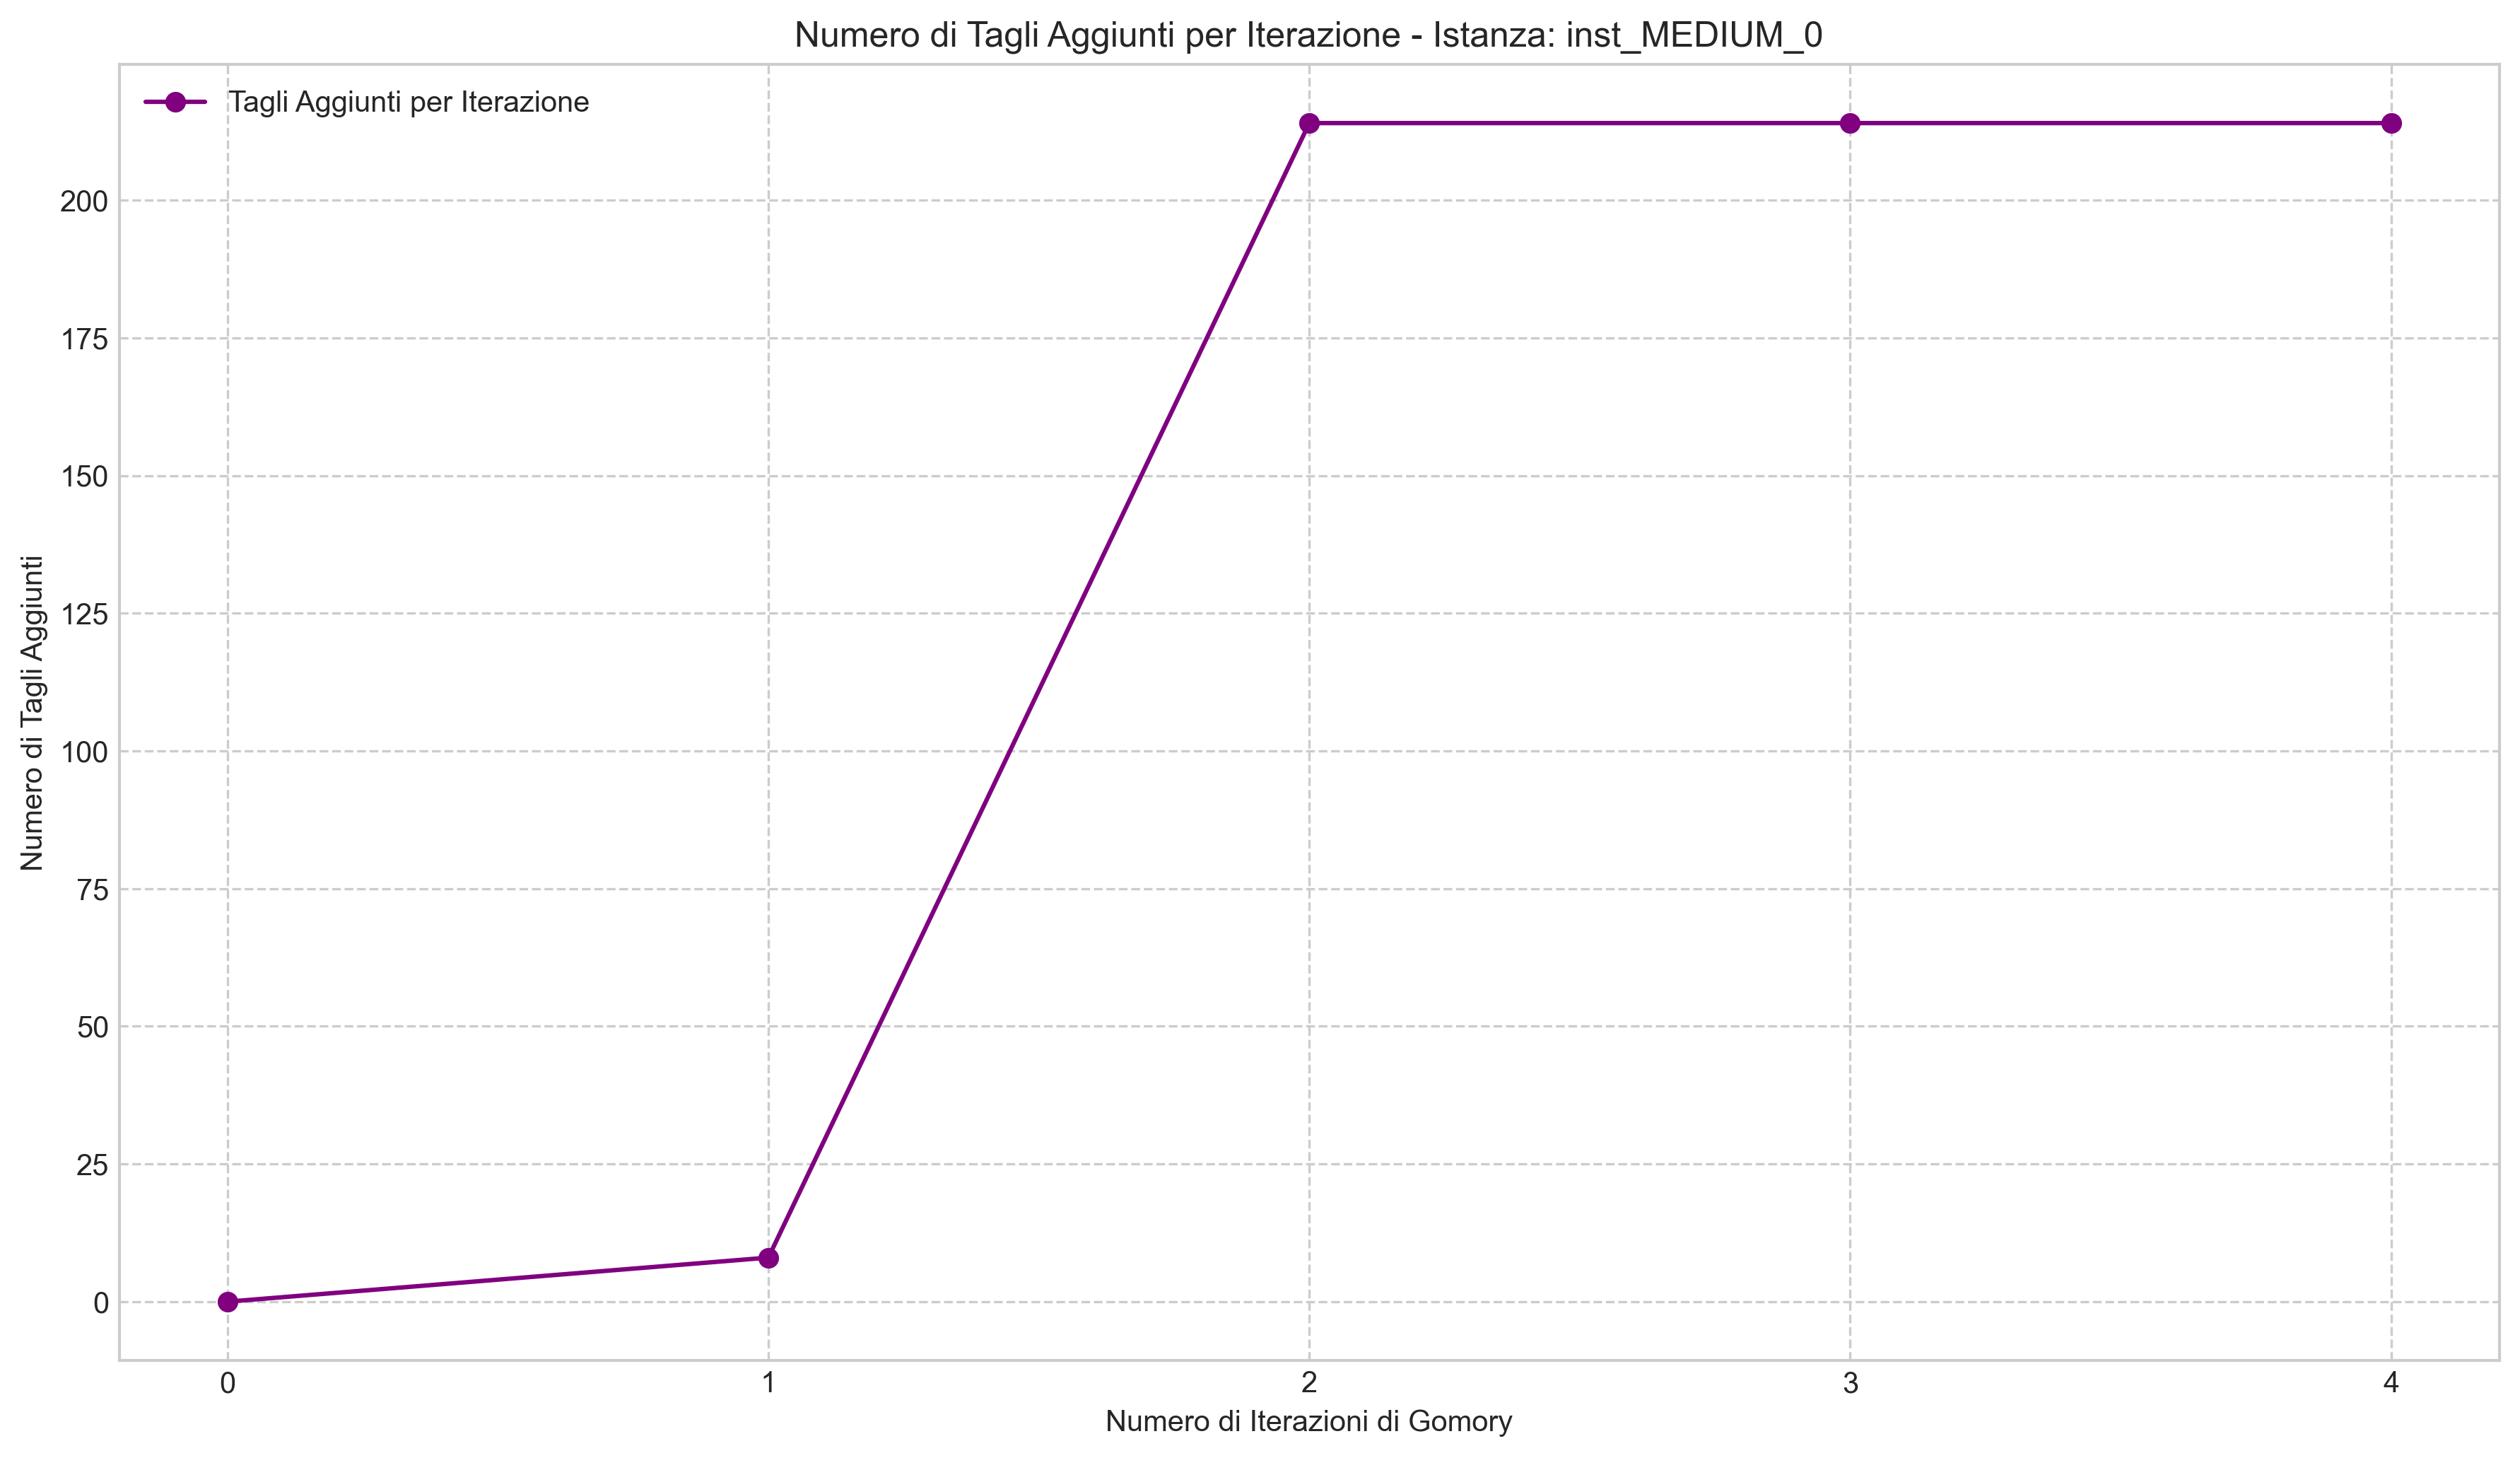 Numero di Tagli Aggiunti per Iterazione - Istanza: inst_MEDIUM_0
Tagli Aggiunti per Iterazione
Numero di Tagli Aggiunti
200
175
150
125
100
75
50
25
0
0 1 2 3 4
Numero di Iterazioni di Gomory